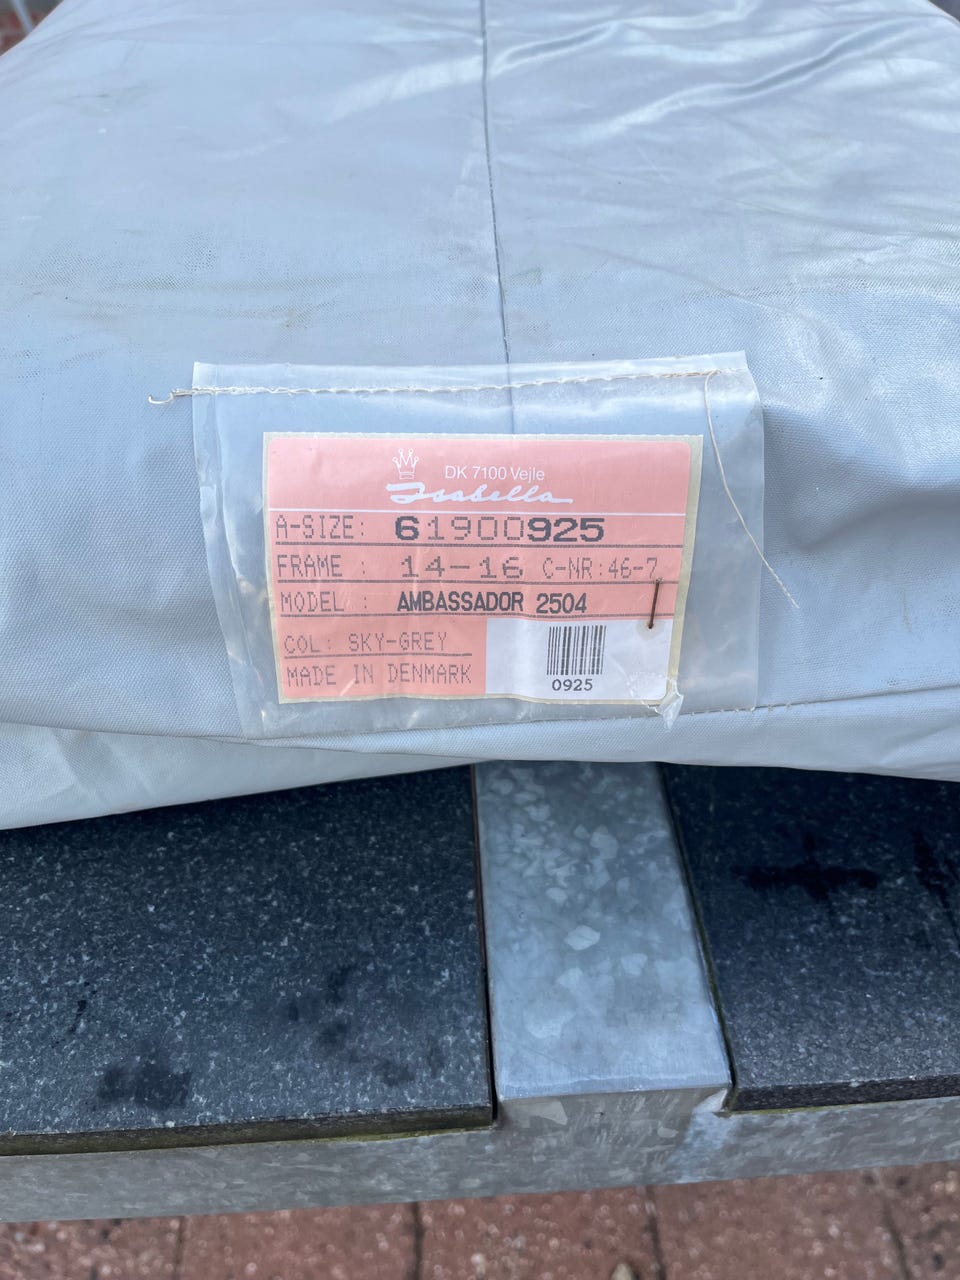 DK 7100 Vejle
Isabella
A-SIZE: 61900925
FRAME : 14-16 C-NR:46-7
MODEL : AMBASSADOR 2504
COL: SKY-GREY
MADE IN DENMARK
0925